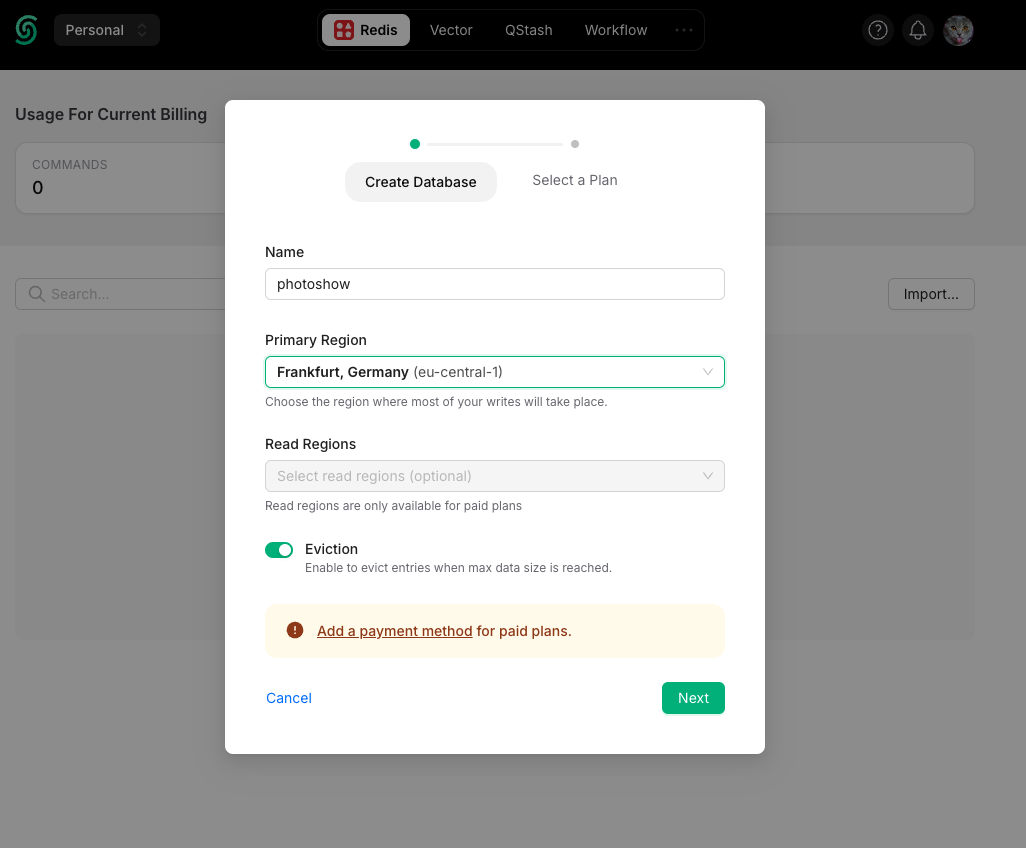 Personal
Redis
Vector
QStash
Workflow
Usage For Current Billing
COMMANDS
0
Create Database
Select a Plan
Name
photoshow
Search...
Import...
Primary Region
Frankfurt, Germany (eu-central-1)
Choose the region where most of your writes will take place.
Read Regions
Select read regions (optional)
Read regions are only available for paid plans
Eviction
Enable to evict entries when max data size is reached.
Add a payment method for paid plans.
Cancel
Next